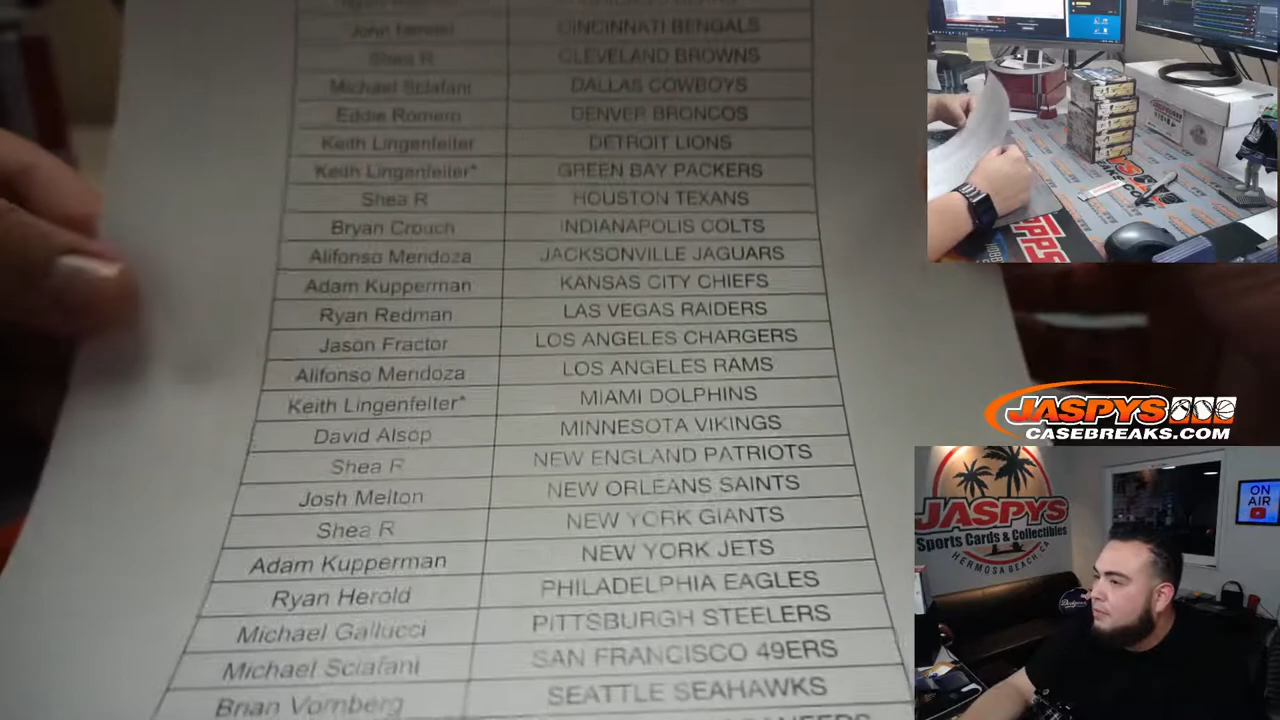 CINCINNATI BENGALS
Shea R CLEVELAND BROWNS
Michael Sciafani DALLAS COWBOYS
Eddie Romero DENVER BRONCOS
Keith Lingenfelter DETROIT LIONS
Keith Lingenfelter* GREEN BAY PACKERS
Shea R HOUSTON TEXANS
Bryan Crouch INDIANAPOLIS COLTS
Alifonso Mendoza JACKSONVILLE JAGUARS
Adam Kupperman KANSAS CITY CHIEFS
Ryan Redman LAS VEGAS RAIDERS
Jason Fractor LOS ANGELES CHARGERS
Alifonso Mendoza LOS ANGELES RAMS
Keith Lingenfelter* MIAMI DOLPHINS
David Alsop MINNESOTA VIKINGS
Shea R NEW ENGLAND PATRIOTS
Josh Melton NEW ORLEANS SAINTS
Shea R NEW YORK GIANTS
Adam Kupperman NEW YORK JETS
Ryan Herold PHILADELPHIA EAGLES
Michael Gallucci PITTSBURGH STEELERS
Michael Sciafani SAN FRANCISCO 49ERS
Brian Vornberg SEATTLE SEAHAWKS
JASPYS
CASEBREAKS.COM
JASPYS
Sports Cards & Collectibles
HERMOSA BEACH, CA
ON
AIR
Dodgers